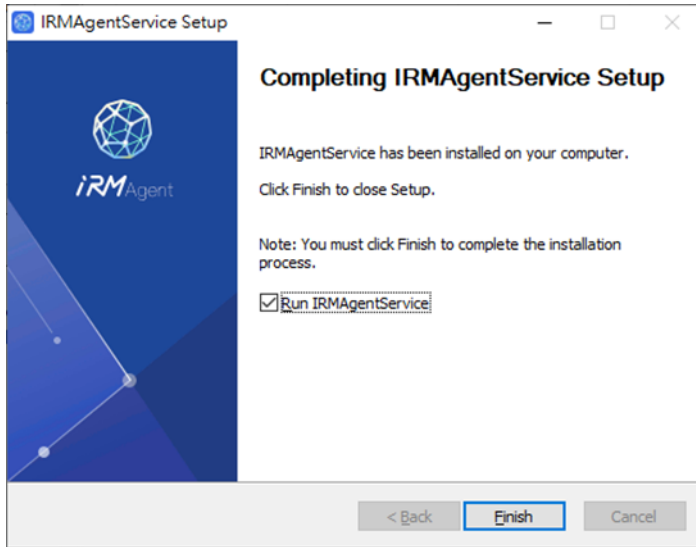 IRMAgentService Setup
Completing IRMAgentService Setup
iRMAgent
IRMAgentService has been installed on your computer.
Click Finish to close Setup.
Note: You must click Finish to complete the installation
process.
Run IRMAgentService
< Back
Finish
Cancel